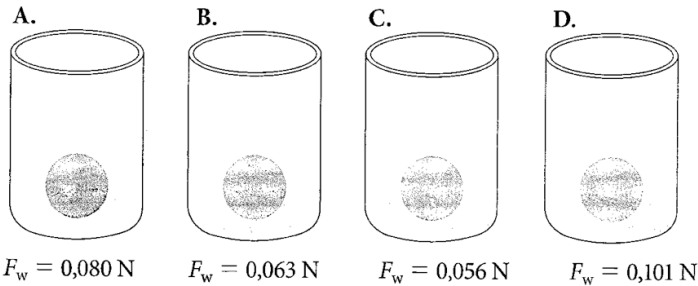 A. B. C. D.
F_w = 0,080 N F_w = 0,063 N F_w = 0,056 N F_w = 0,101 N